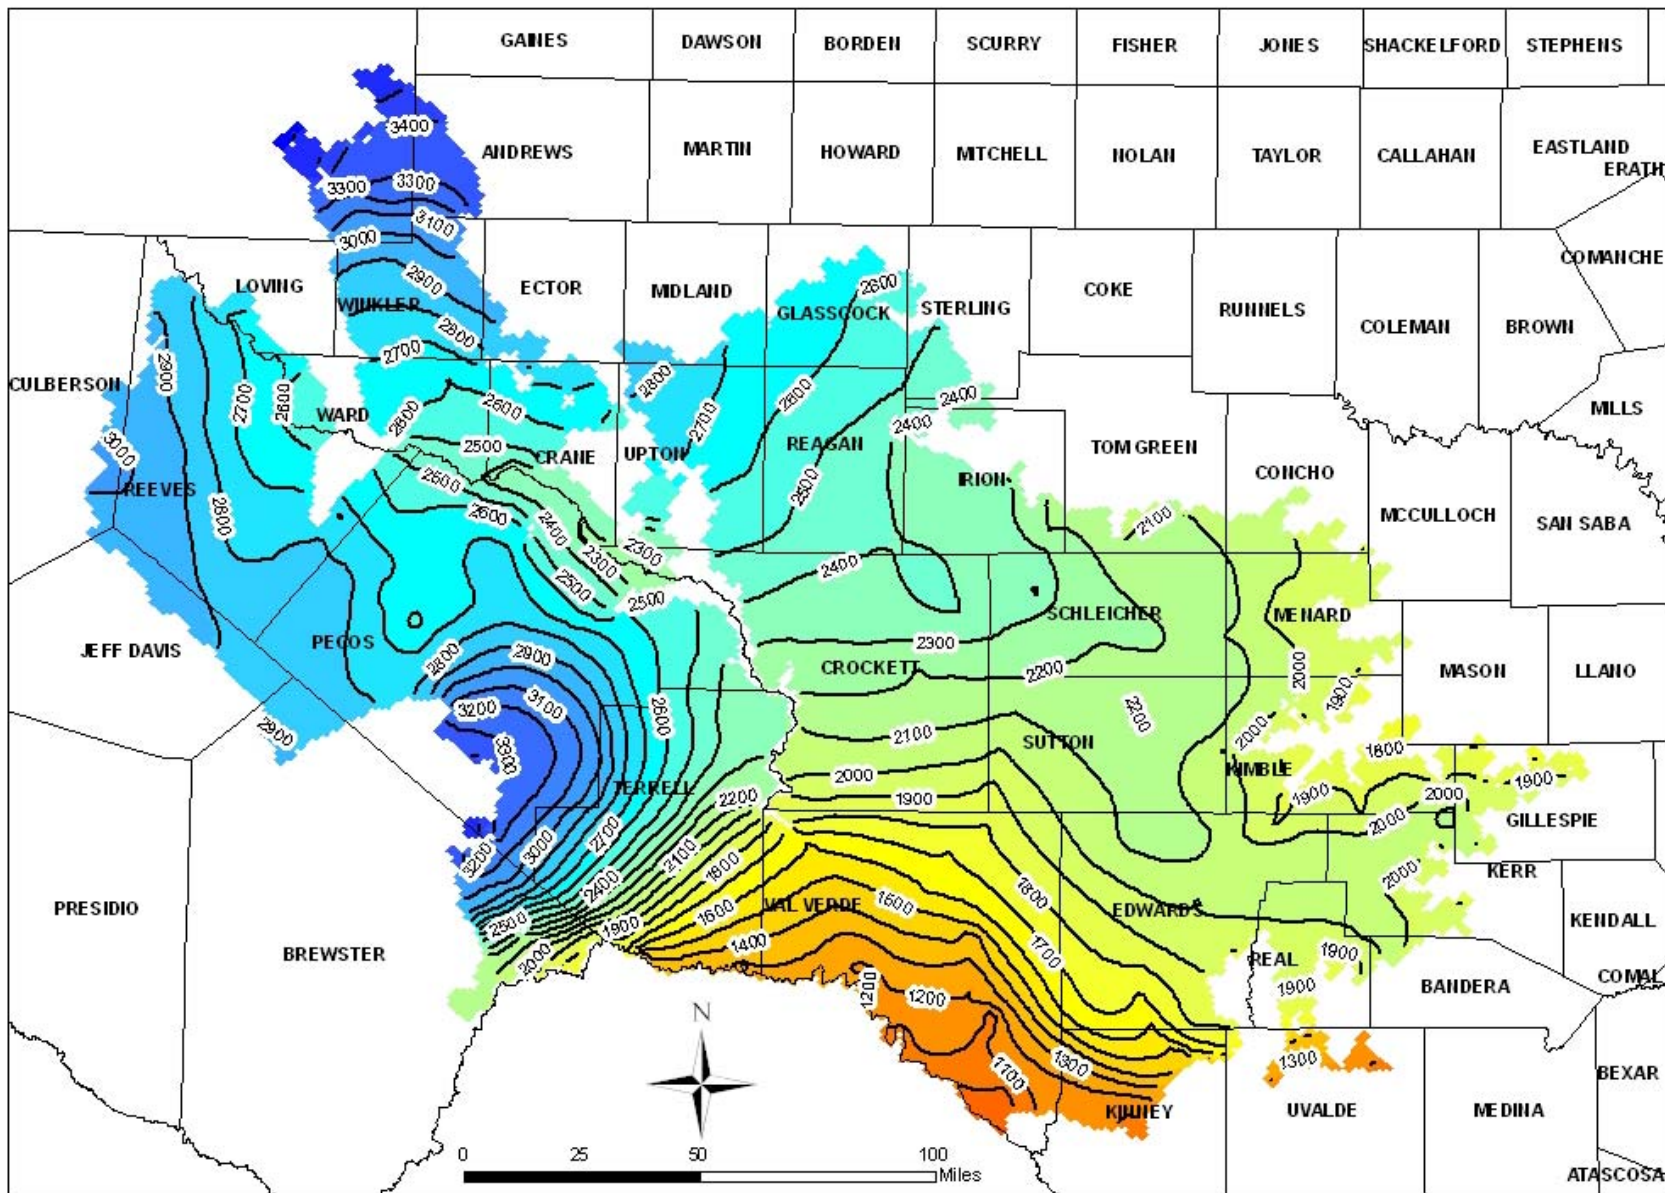 GAINES
DAWSON
BORDEN
SCURRY
FISHER
JONES
SHACKELFORD
STEPHENS
3400
ANDREWS
MARTIN
HOWARD
MITCHELL
NOLAN
TAYLOR
CALLAHAN
EASTLAND
ERATH
3300
3300
3100
3000
2900
LOVING
WINKLER
ECTOR
MIDLAND
GLASSCOCK
2600
STERLING
COKE
RUNNELS
COLEMAN
BROWN
COMANCHE
2800
2700
2900
CULBERSON
2700
2600
WARD
2600
2600
2800
2700
2600
2400
2400
MILLS
3000
REEVES
2500
CRANE
UPTON
REAGAN
IRION
TOM GREEN
CONCHO
MCCULLOCH
SAN SABA
2800
2500
2600
2400
2300
2300
2500
2500
2500
2100
2400
JEFF DAVIS
PECOS
2800
2900
CROCKETT
2300
SCHLEICHER
2200
MENARD
2000
1900
MASON
LLANO
2900
3200
3100
3300
2600
2100
2200
SUTTON
2000
KIMBLE
1800
1900
1900
2000
2000
GILLESPIE
TERRELL
2200
2000
1900
3200
3000
2700
2400
2100
1800
2500
1900
1600
2000
1400
VAL VERDE
1600
1800
1700
EDWARDS
2000
KERR
KENDALL
PRESIDIO
BREWSTER
1200
1200
REAL
1900
1900
BANDERA
COMAL
N
1100
1300
KINNEY
1300
UVALDE
MEDINA
BEXAR
ATASCOSA
0
25
50
100
Miles